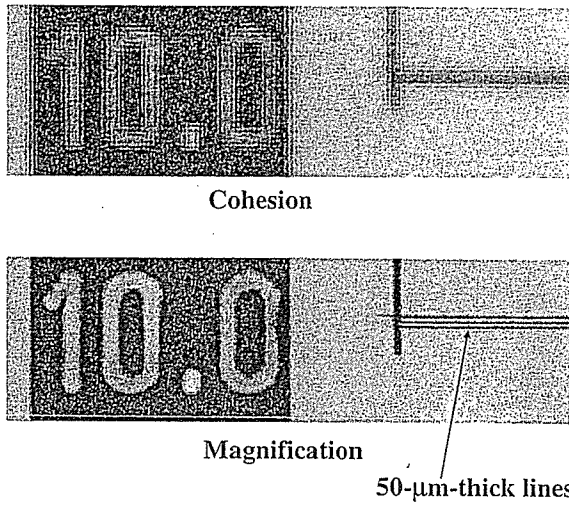 10.0
Cohesion
10.0
Magnification
50-μm-thick lines